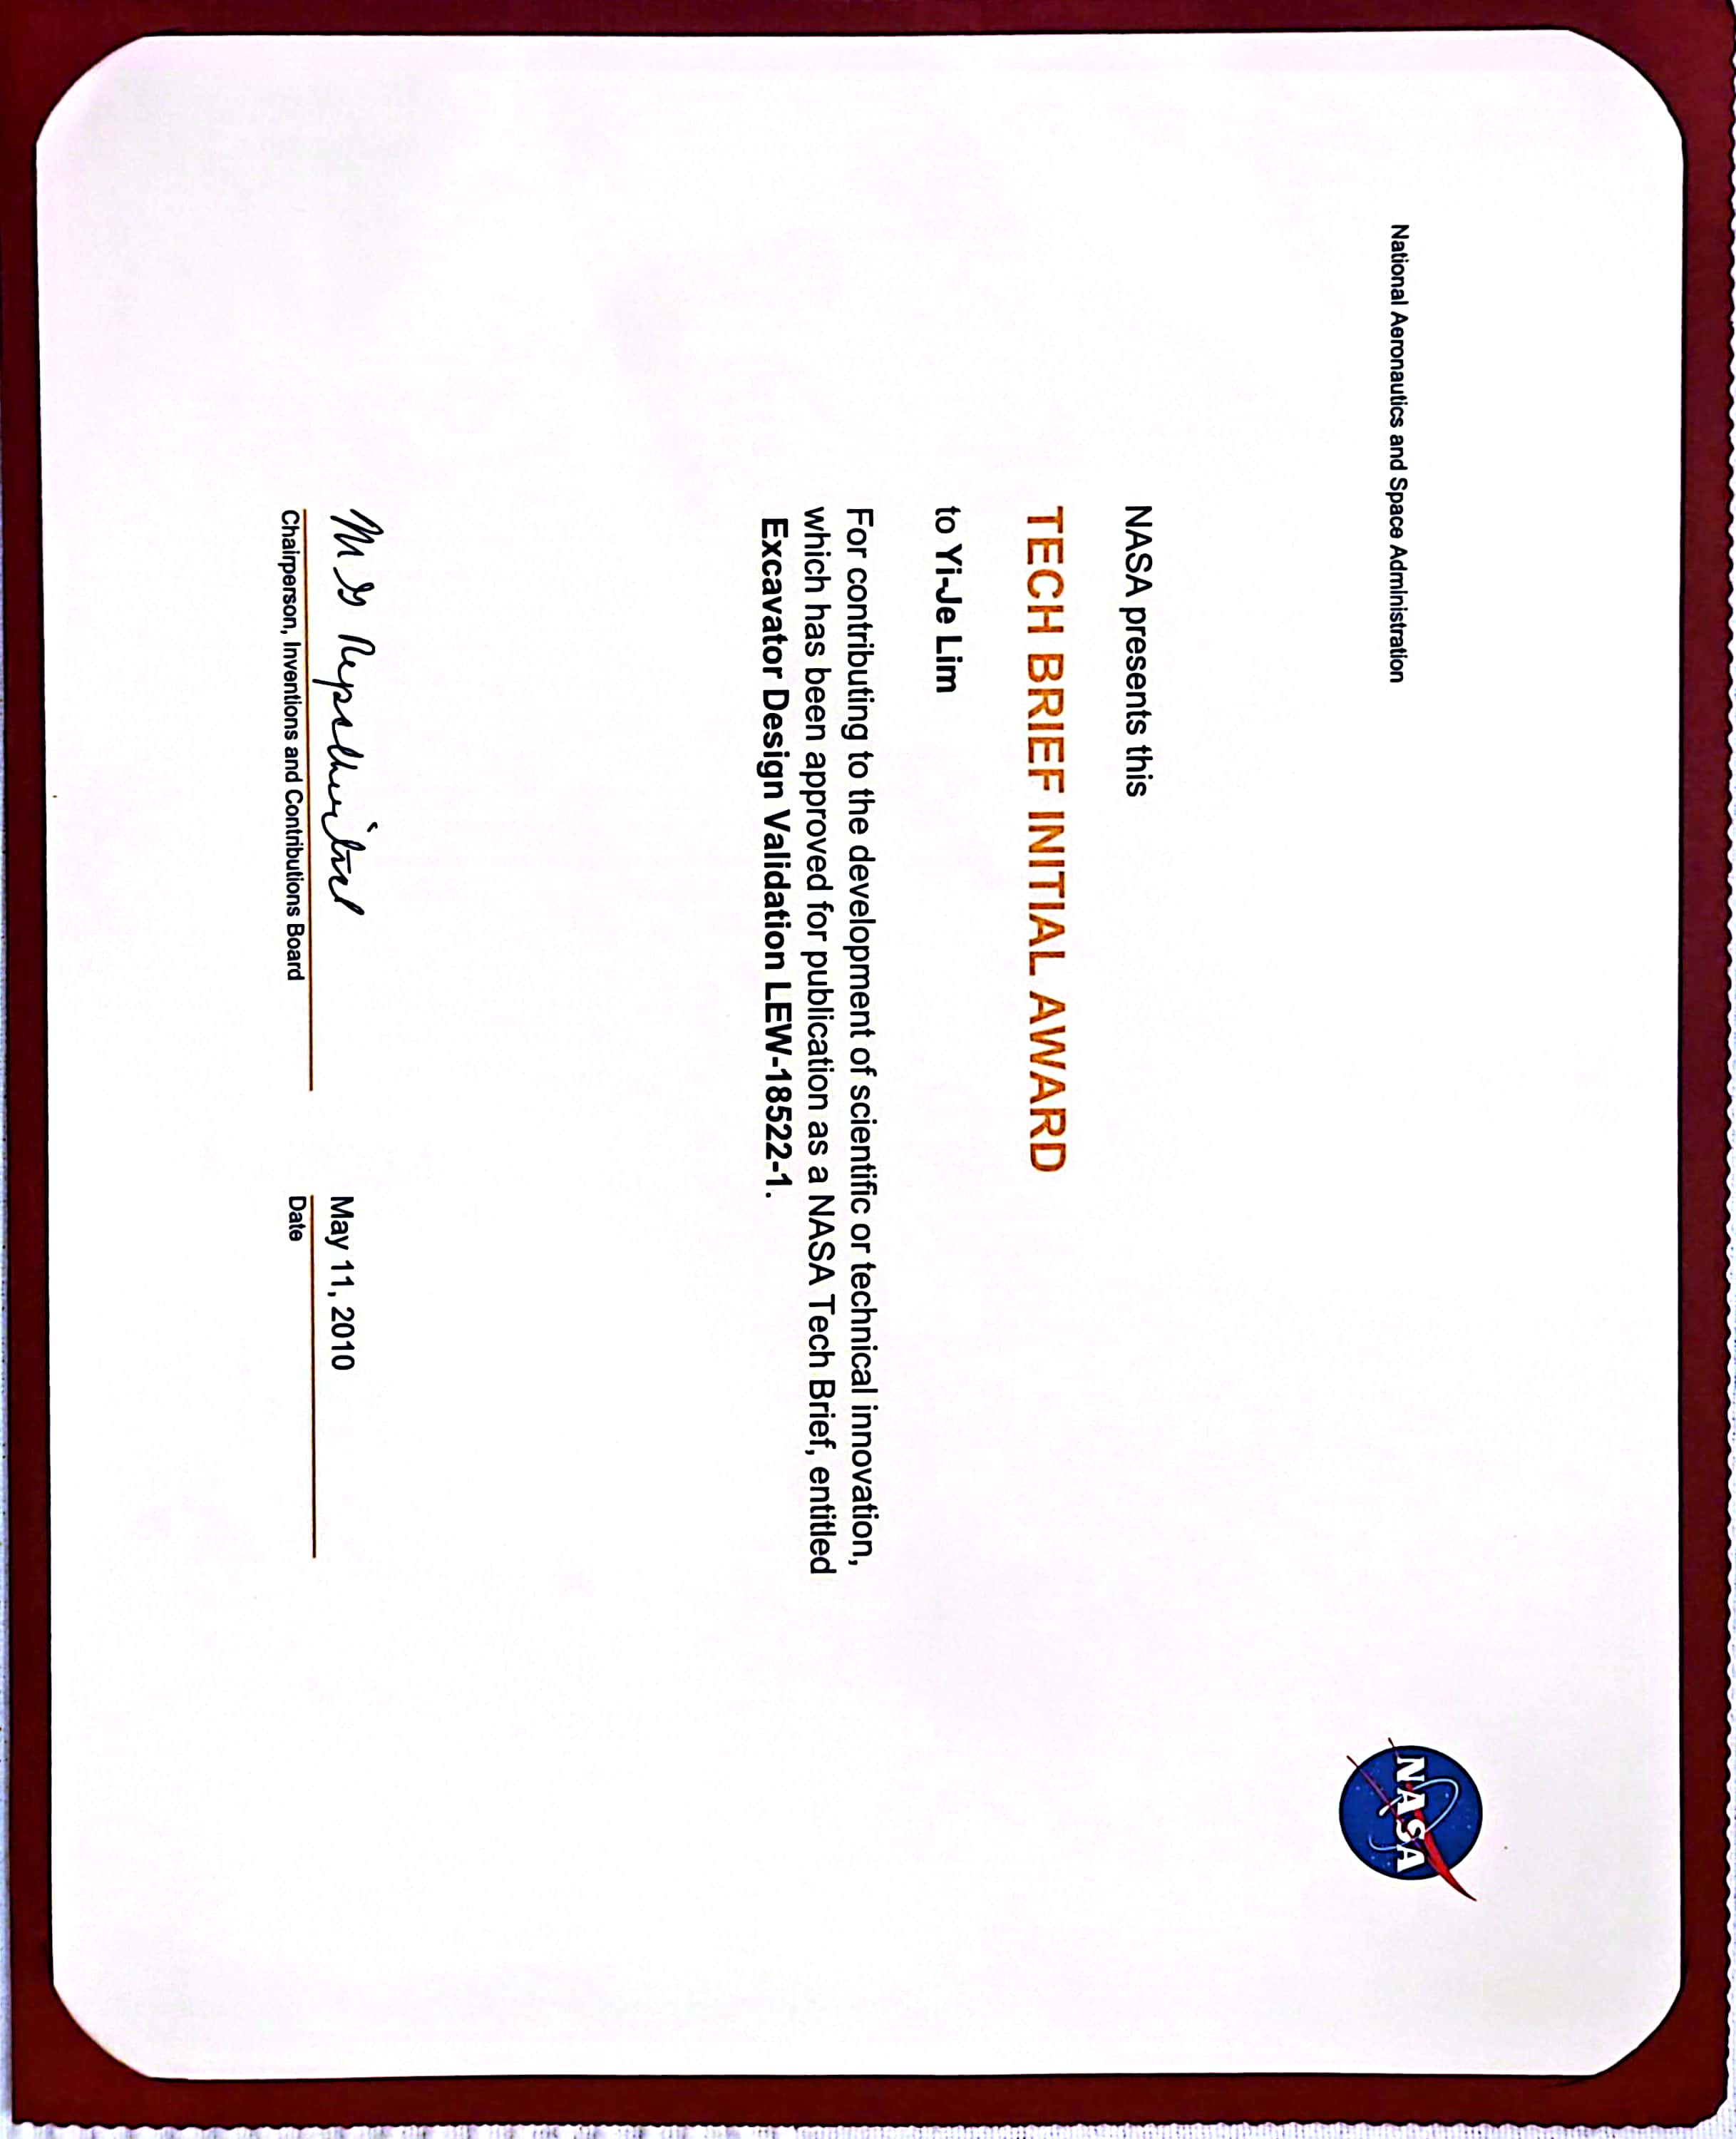 National Aeronautics and Space Administration
NASA
NASA presents this
TECH BRIEF INITIAL AWARD
to Yi-Je Lim
For contributing to the development of scientific or technical innovation,
which has been approved for publication as a NASA Tech Brief, entitled
Excavator Design Validation LEW-18522-1.
May 11, 2010
Chairperson, Inventions and Contributions Board
Date